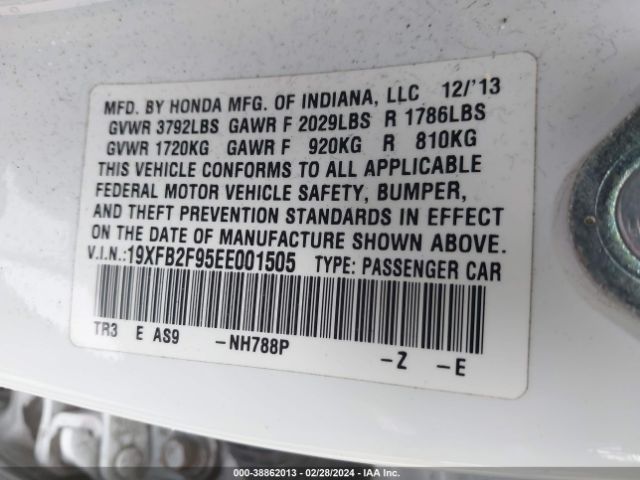 MFD. BY HONDA MFG. OF INDIANA, LLC 12/'13
GVWR 3792LBS GAWR F 2029LBS R 1786LBS
GVWR 1720KG GAWR F 920KG R 810KG
THIS VEHICLE CONFORMS TO ALL APPLICABLE
FEDERAL MOTOR VEHICLE SAFETY, BUMPER,
AND THEFT PREVENTION STANDARDS IN EFFECT
ON THE DATE OF MANUFACTURE SHOWN ABOVE.
V.I.N.:19XFB2F95EE001505 TYPE: PASSENGER CAR
TR3 E AS9 -NH788P -Z -E
000-38862013 - 02/28/2024 - IAAI.COM